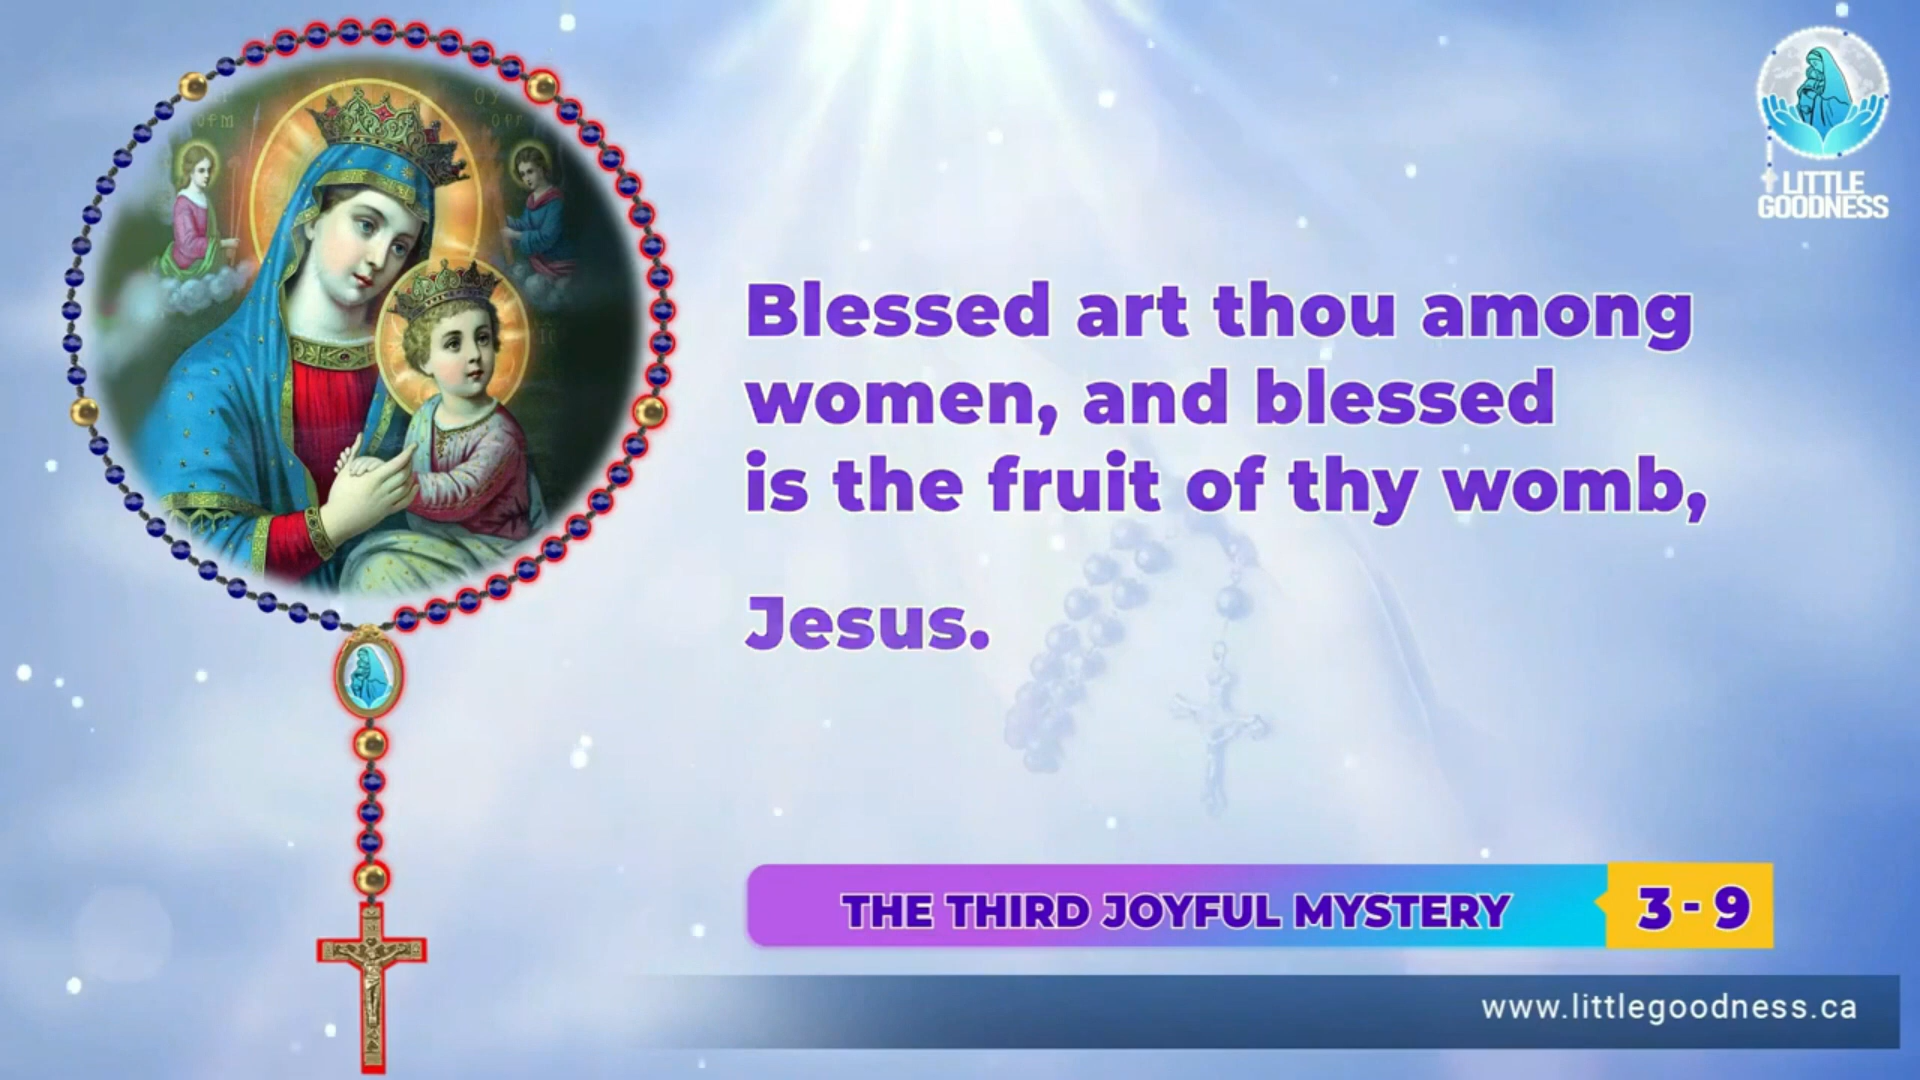 LITTLE
GOODNESS
Blessed art thou among
women, and blessed
is the fruit of thy womb,
Jesus.
THE THIRD JOYFUL MYSTERY
3 - 9
www.littlegoodness.ca